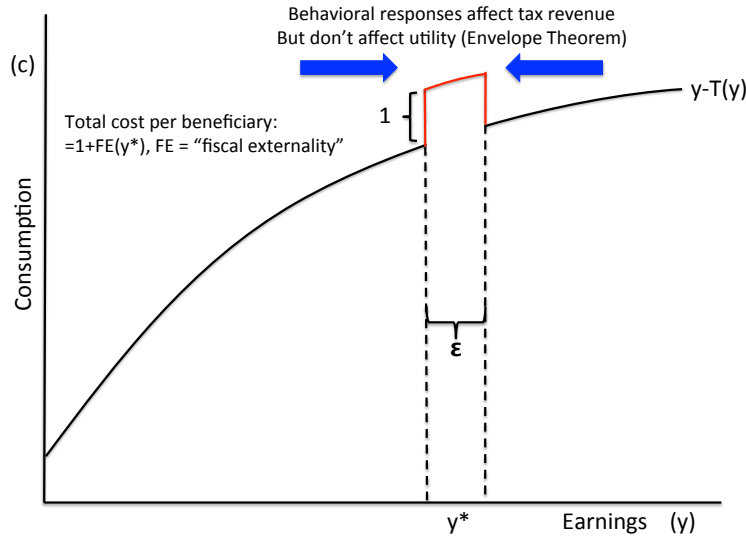 Behavioral responses affect tax revenue
But don't affect utility (Envelope Theorem)
(c)
y-T(y)
1
Total cost per beneficiary:
=1+FE(y*), FE = “fiscal externality”
Consumption
ε
y* Earnings (y)